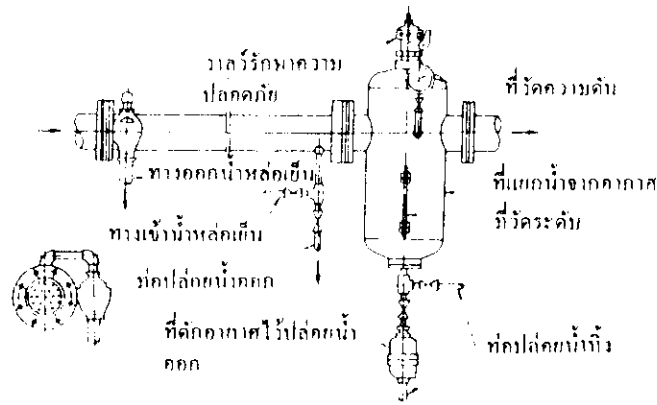 วาล์วรักษาความ
ปลอดภัย
ที่วัดความดัน
ทางออกน้ำหล่อเย็น
ที่แยกน้ำจากอากาศ
ที่วัดระดับ
ทางเข้าน้ำหล่อเย็น
ท่อปล่อยน้ำออก
ที่ดักอากาศไว้ปล่อยน้ำ
ออก
ท่อปล่อยน้ำทิ้ง